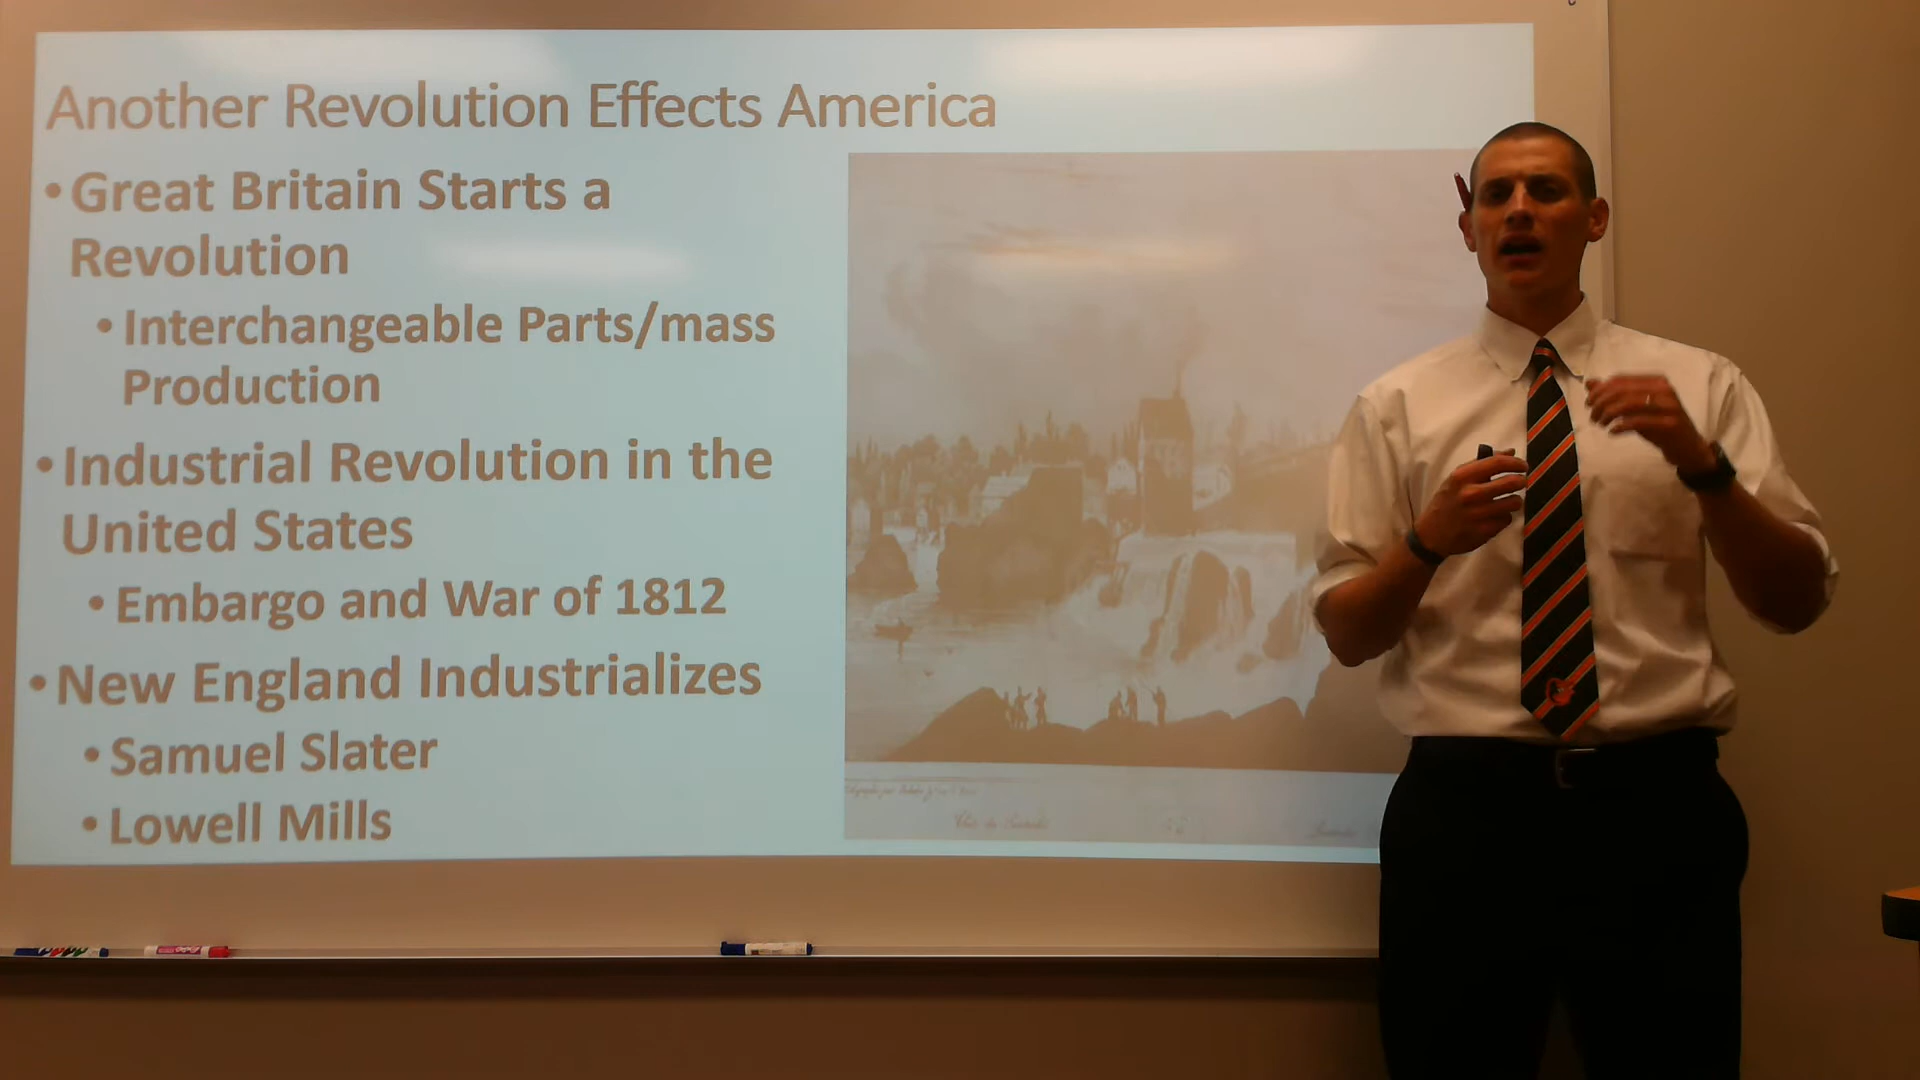 Another Revolution Effects America
•Great Britain Starts a
Revolution
•Interchangeable Parts/mass
Production
•Industrial Revolution in the
United States
•Embargo and War of 1812
•New England Industrializes
•Samuel Slater
•Lowell Mills